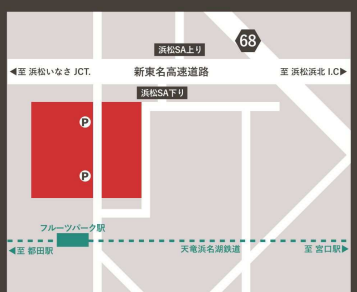 浜松SA上り
68
◀至 浜松いなさ JCT.
新東名高速道路
至 浜松浜北 I.C▶
浜松SA下り
P
P
フルーツパーク駅
◀至 都田駅
天竜浜名湖鉄道
至 宮口駅▶